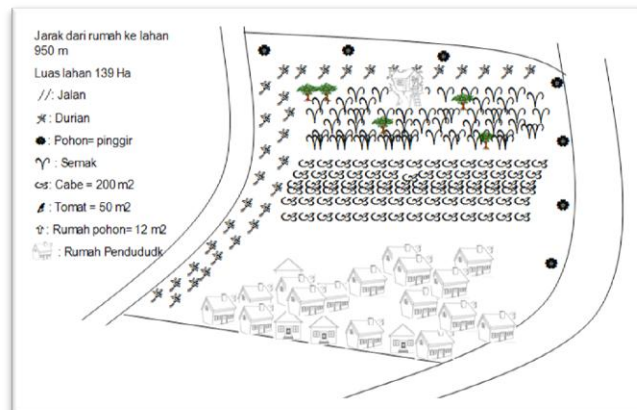 Jarak dari rumah ke lahan
950 m
Luas lahan 139 Ha
//: Jalan
: Durian
: Pohon= pinggir
: Semak
: Cabe = 200 m2
: Tomat = 50 m2
: Rumah pohon= 12 m2
: Rumah Pendududk